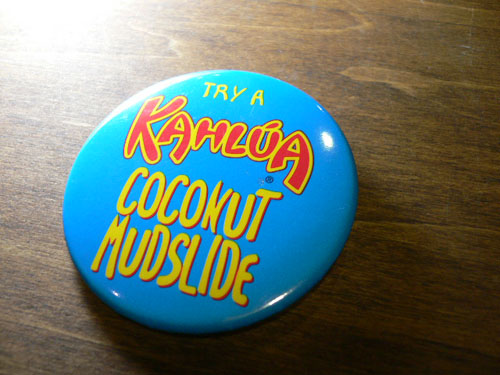 TRY A
KAHLÚA®
COCONUT
MUDSLIDE